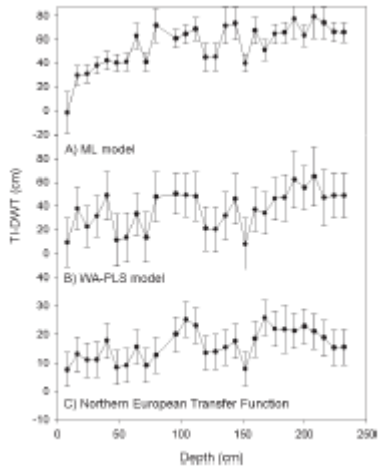 80
60
40
20
0
-20
A) ML model
80
60
40
20
0
B) WA-PLS model
40
30
20
10
0
-10
C) Northern European Transfer Function
TI-DWT (cm)
0 50 100 150 200 250
Depth (cm)